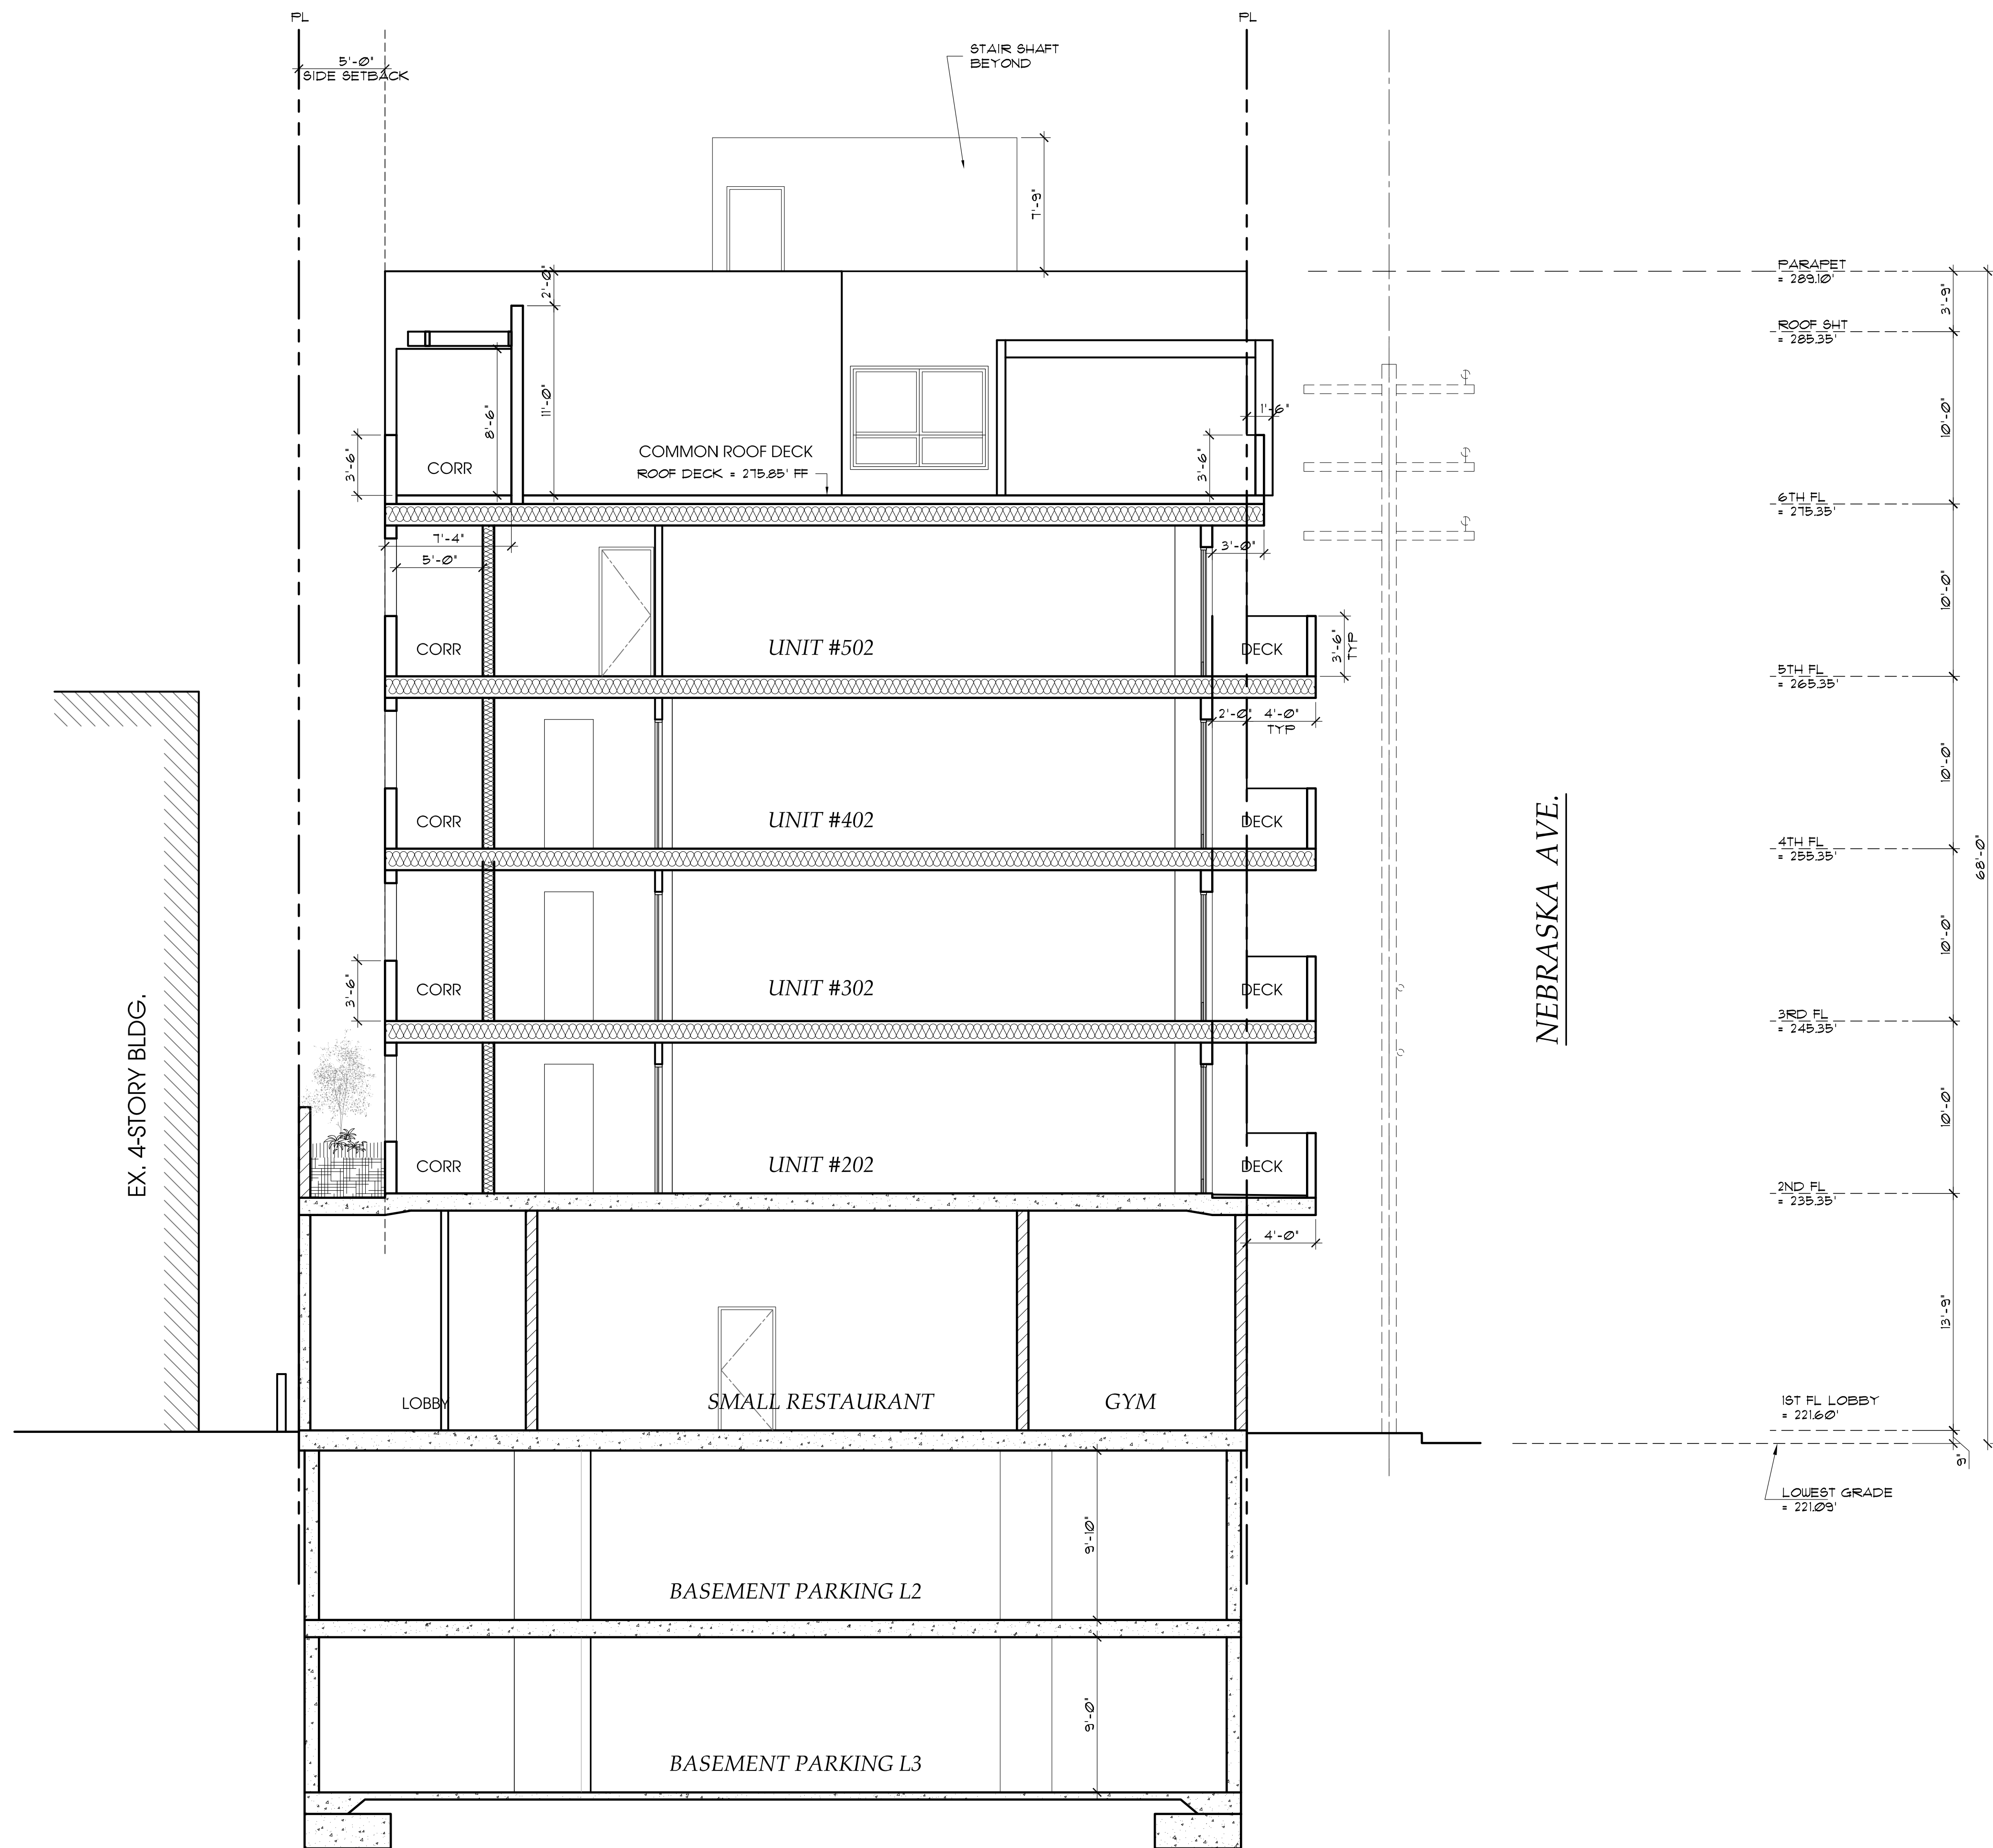 PL
PL
5'-0"
SIDE SETBACK
STAIR SHAFT
BEYOND
7'-9"
PARAPET
= 289.10'
3'-9"
ROOF SHT
= 285.35'
2'-0"
11'-0"
8'-6"
3'-6"
CORR
COMMON ROOF DECK
ROOF DECK = 275.85' FF
1'-6"
3'-6"
10'-0"
6TH FL
= 275.35'
7'-4"
5'-0"
3'-0"
10'-0"
CORR
UNIT #502
DECK
3'-6"
TYP
5TH FL
= 265.35'
2'-0"
4'-0"
TYP
10'-0"
CORR
UNIT #402
DECK
4TH FL
= 255.35'
68'-0"
NEBRASKA AVE.
10'-0"
3'-6"
CORR
UNIT #302
DECK
3RD FL
= 245.35'
EX. 4-STORY BLDG.
10'-0"
CORR
UNIT #202
DECK
2ND FL
= 235.35'
4'-0"
13'-9"
LOBBY
SMALL RESTAURANT
GYM
1ST FL LOBBY
= 221.60'
9"
LOWEST GRADE
= 221.09'
9'-10"
BASEMENT PARKING L2
9'-0"
BASEMENT PARKING L3